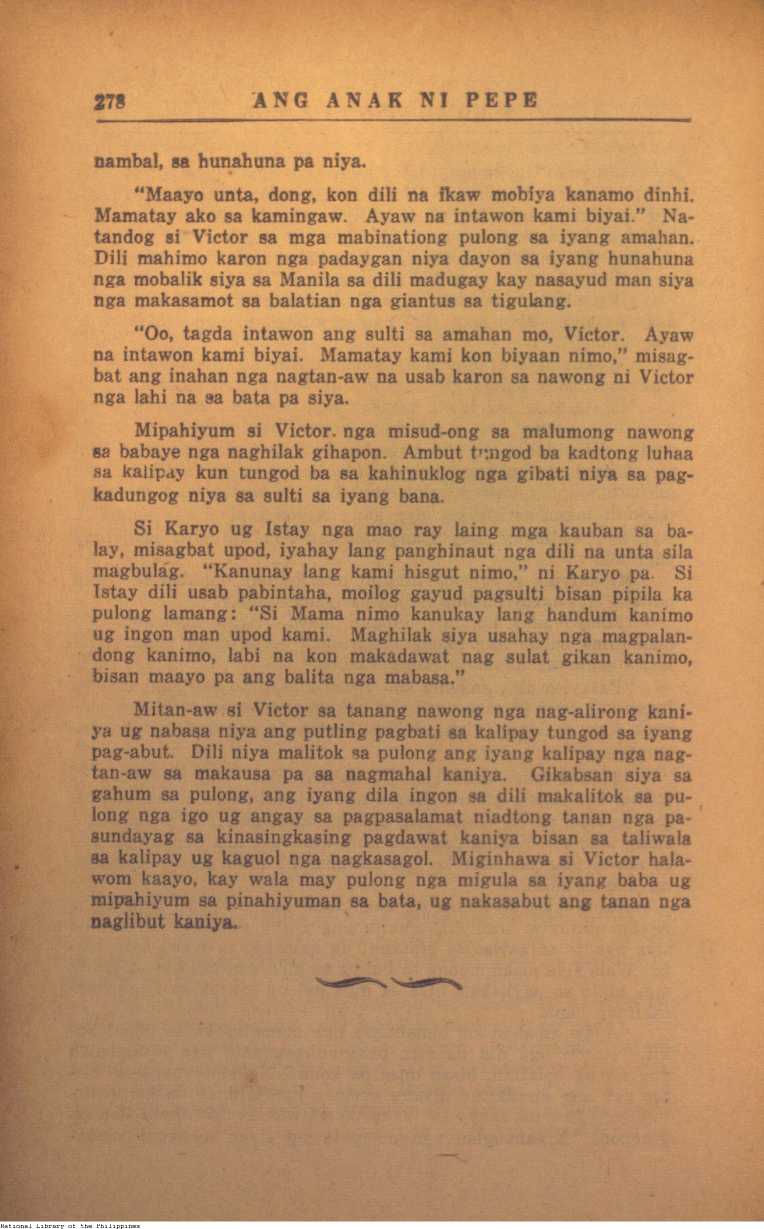 278 ANG ANAK NI PEPE
nambal, sa hunahuna pa niya.
"Maayo unta, dong, kon dili na ikaw mobiya kanamo dinhi.
Mamatay ako sa kamingaw. Ayaw na intawon kami biyai." Na-
tandog si Victor sa mga mabinationg pulong sa iyang amahan.
Dili mahimo karon nga padaygan niya dayon sa iyang hunahuna
nga mobalik siya sa Manila sa dili madugay kay nasayud man siya
nga makasamot sa balatian nga giantus sa tigulang.
"Oo, tagda intawon ang sulti sa amahan mo, Victor. Ayaw
na intawon kami biyai. Mamatay kami kon biyaan nimo," misag-
bat ang inahan nga nagtan-aw na usab karon sa nawong ni Victor
nga lahi na sa bata pa siya.
Mipahiyum si Victor. nga misud-ong sa malumong nawong
sa babaye nga naghilak gihapon. Ambut tungod ba kadtong luhaa
sa kalipay kun tungod ba sa kahinuklog nga gibati niya sa pag-
kadungog niya sa sulti sa iyang bana.
Si Karyo ug Istay nga mao ray laing mga kauban sa ba-
lay, misagbat upod, iyahay lang panghinaut nga dili na unta sila
magbulag. "Kanunay lang kami hisgut nimo," ni Karyo pa. Si
Istay dili usab pabintaha, moilog gayud pagsulti bisan pipila ka
pulong lamang: "Si Mama nimo kanukay lang handum kanimo
ug ingon man upod kami. Maghilak siya usahay nga magpalan-
dong kanimo, labi na kon makadawat nag sulat gikan kanimo,
bisan maayo pa ang balita nga mabasa."
Mitan-aw si Victor sa tanang nawong nga nag-alirong kani-
ya ug nabasa niya ang putling pagbati sa kalipay tungod sa iyang
pag-abut. Dili niya malitok sa pulong ang iyang kalipay nga nag-
tan-aw sa makausa pa sa nagmahal kaniya. Gikabsan siya sa
gahum sa pulong, ang iyang dila ingon sa dili makalitok sa pu-
long nga igo ug angay sa pagpasalamat niadtong tanan nga pa-
sundayag sa kinasingkasing pagdawat kaniya bisan sa taliwala
sa kalipay ug kaguol nga nagkasagol. Miginhawa si Victor hala-
wom kaayo, kay wala may pulong nga migula sa iyang baba ug
mipahiyum sa pinahiyuman sa bata, ug nakasabut ang tanan nga
naglibut kaniya.
National Library of the Philippines